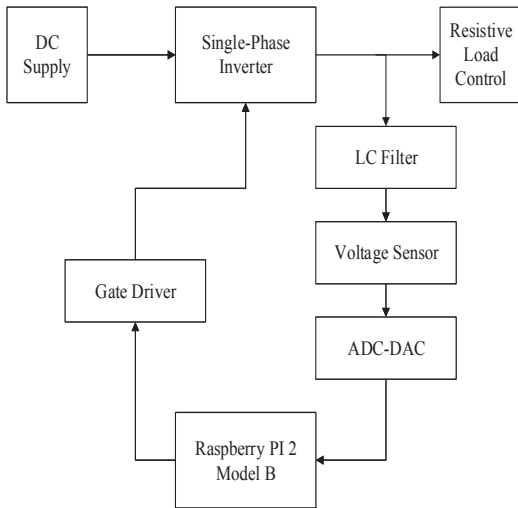 DC
Supply
Single-Phase
Inverter
Resistive
Load
Control
LC Filter
Voltage Sensor
Gate Driver
ADC-DAC
Raspberry PI 2
Model B